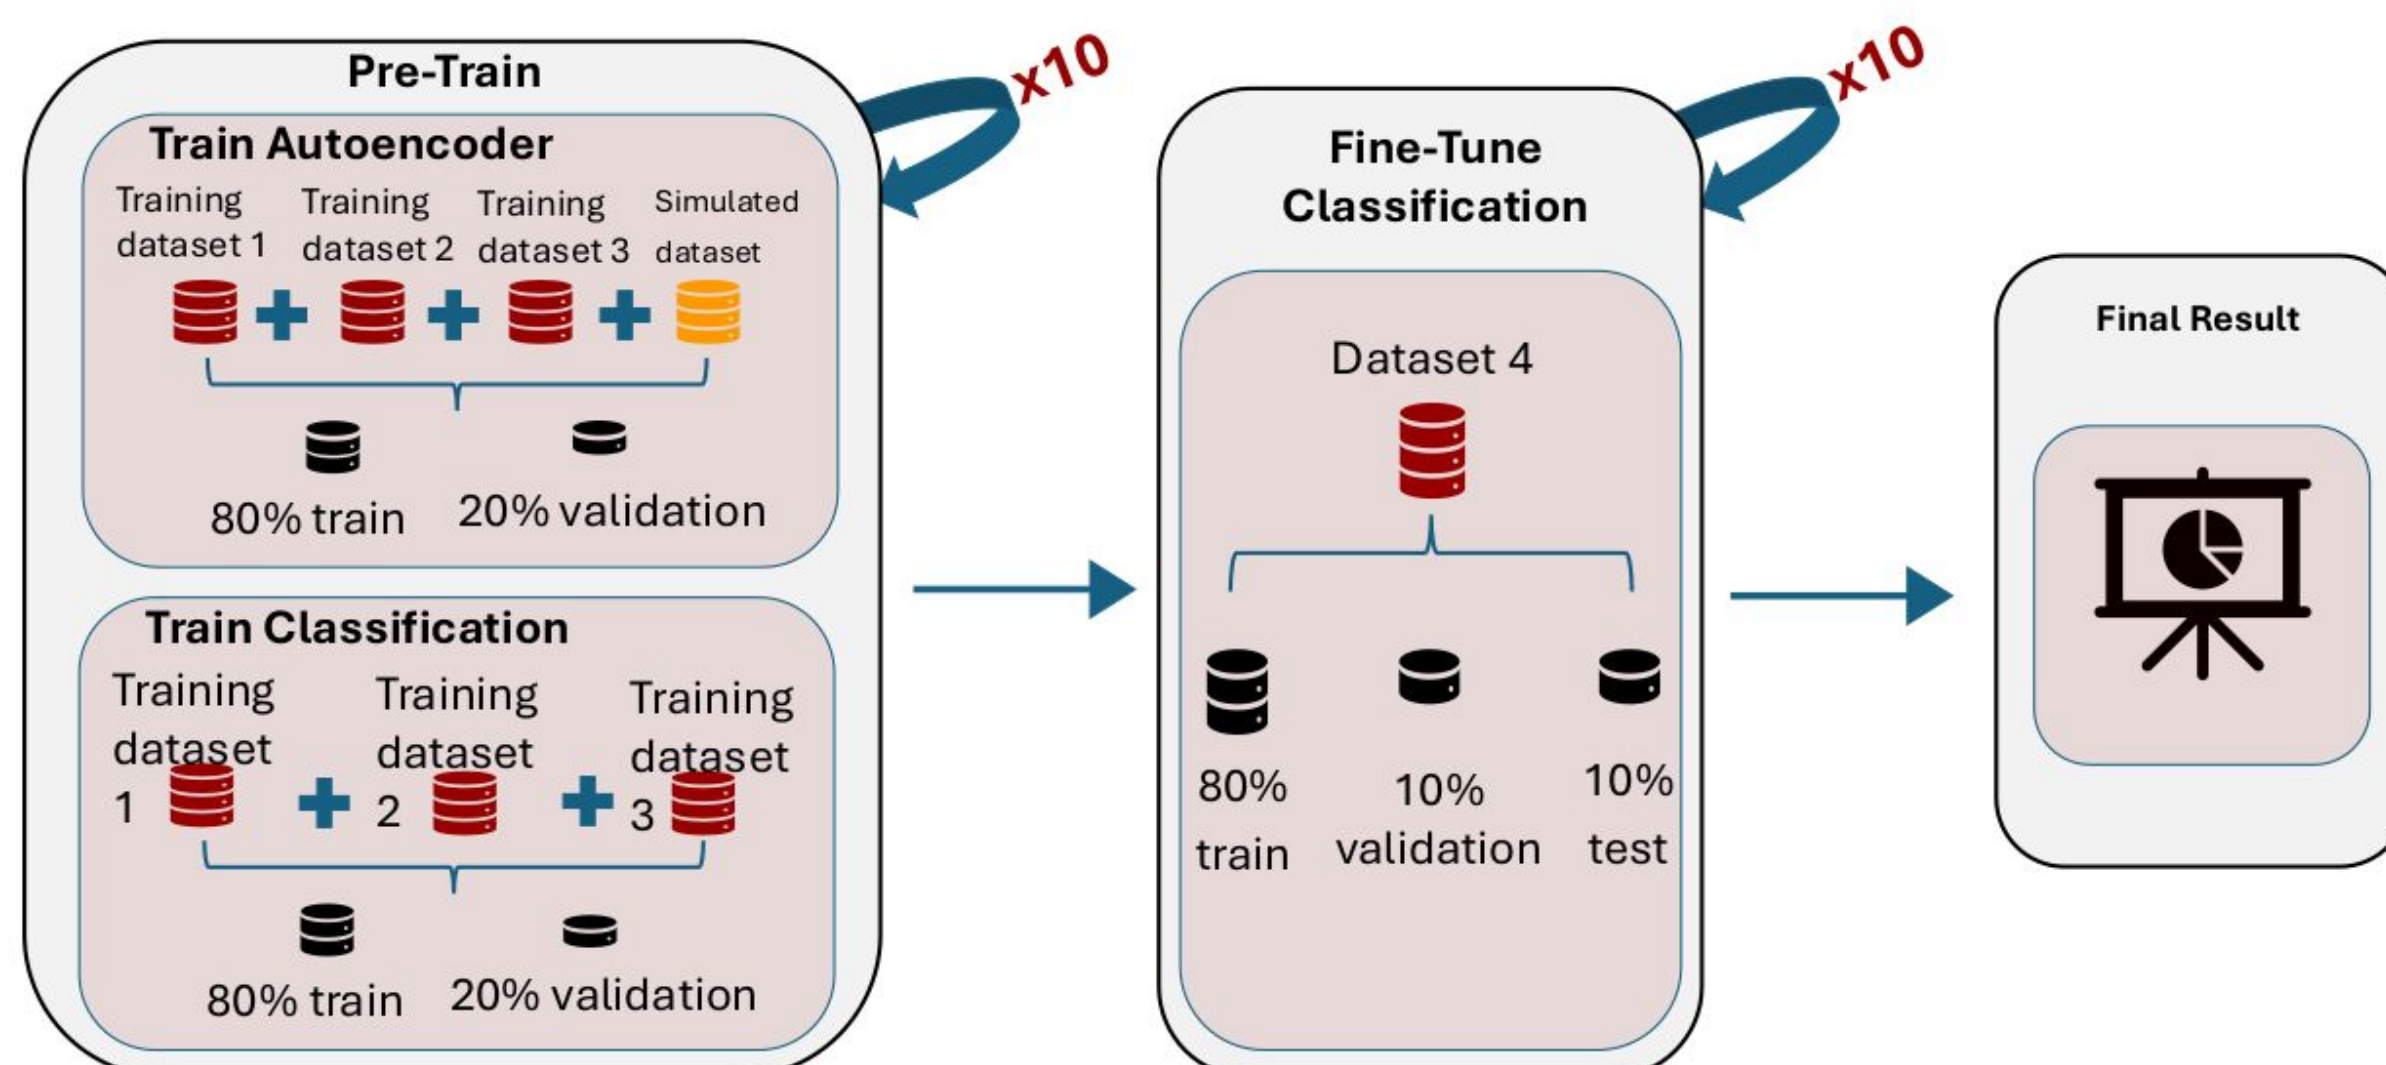 Pre-Train
x10
Train Autoencoder
Training
dataset 1
Training
dataset 2
Training
dataset 3
Simulated
dataset
80% train
20% validation
Train Classification
Training
dataset
1
Training
dataset
2
Training
dataset
3
80% train
20% validation
x10
Fine-Tune
Classification
Dataset 4
80%
train
10%
validation
10%
test
Final Result